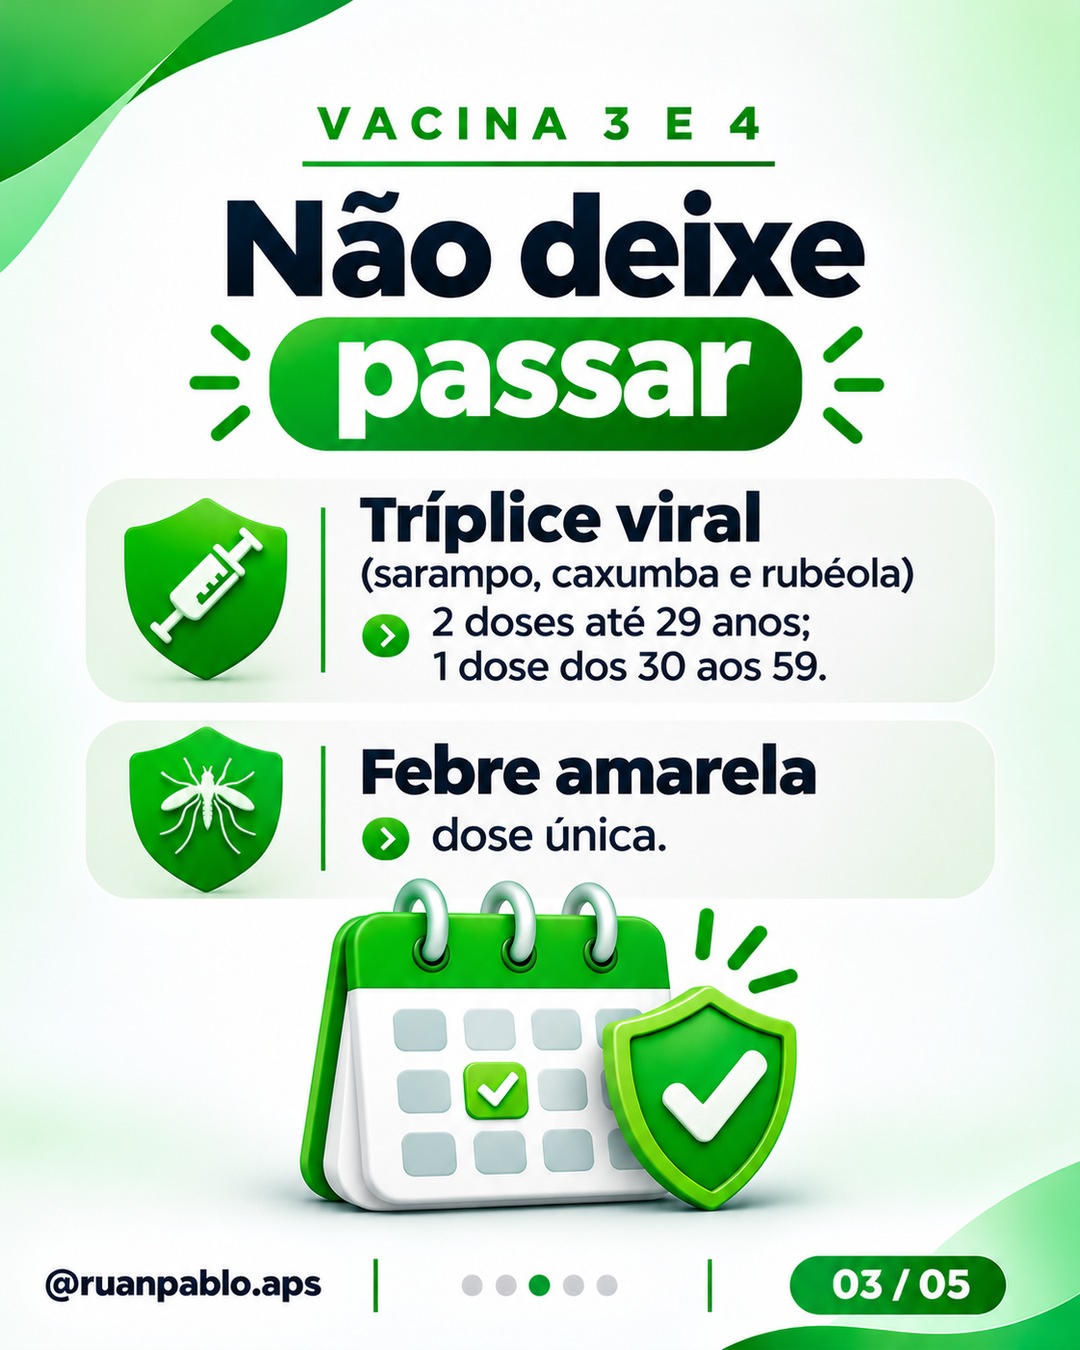 VACINA 3 E 4
Não deixe
passar
Tríplice viral
(sarampo, caxumba e rubéola)
2 doses até 29 anos;
1 dose dos 30 aos 59.
Febre amarela
dose única.
@ruanpablo.aps
03 / 05